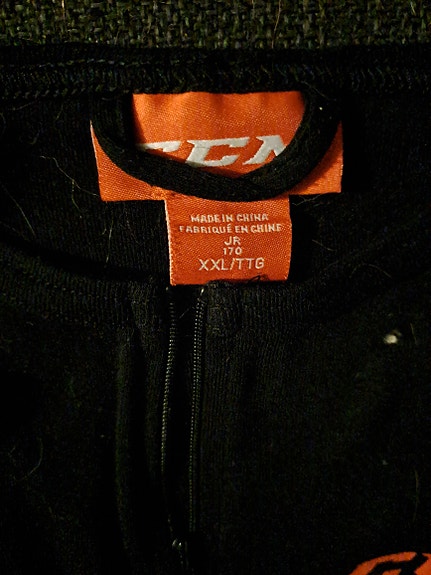 CCM
MADE IN CHINA
FABRIQUÉ EN CHINE
JR
170
XXL/TTG